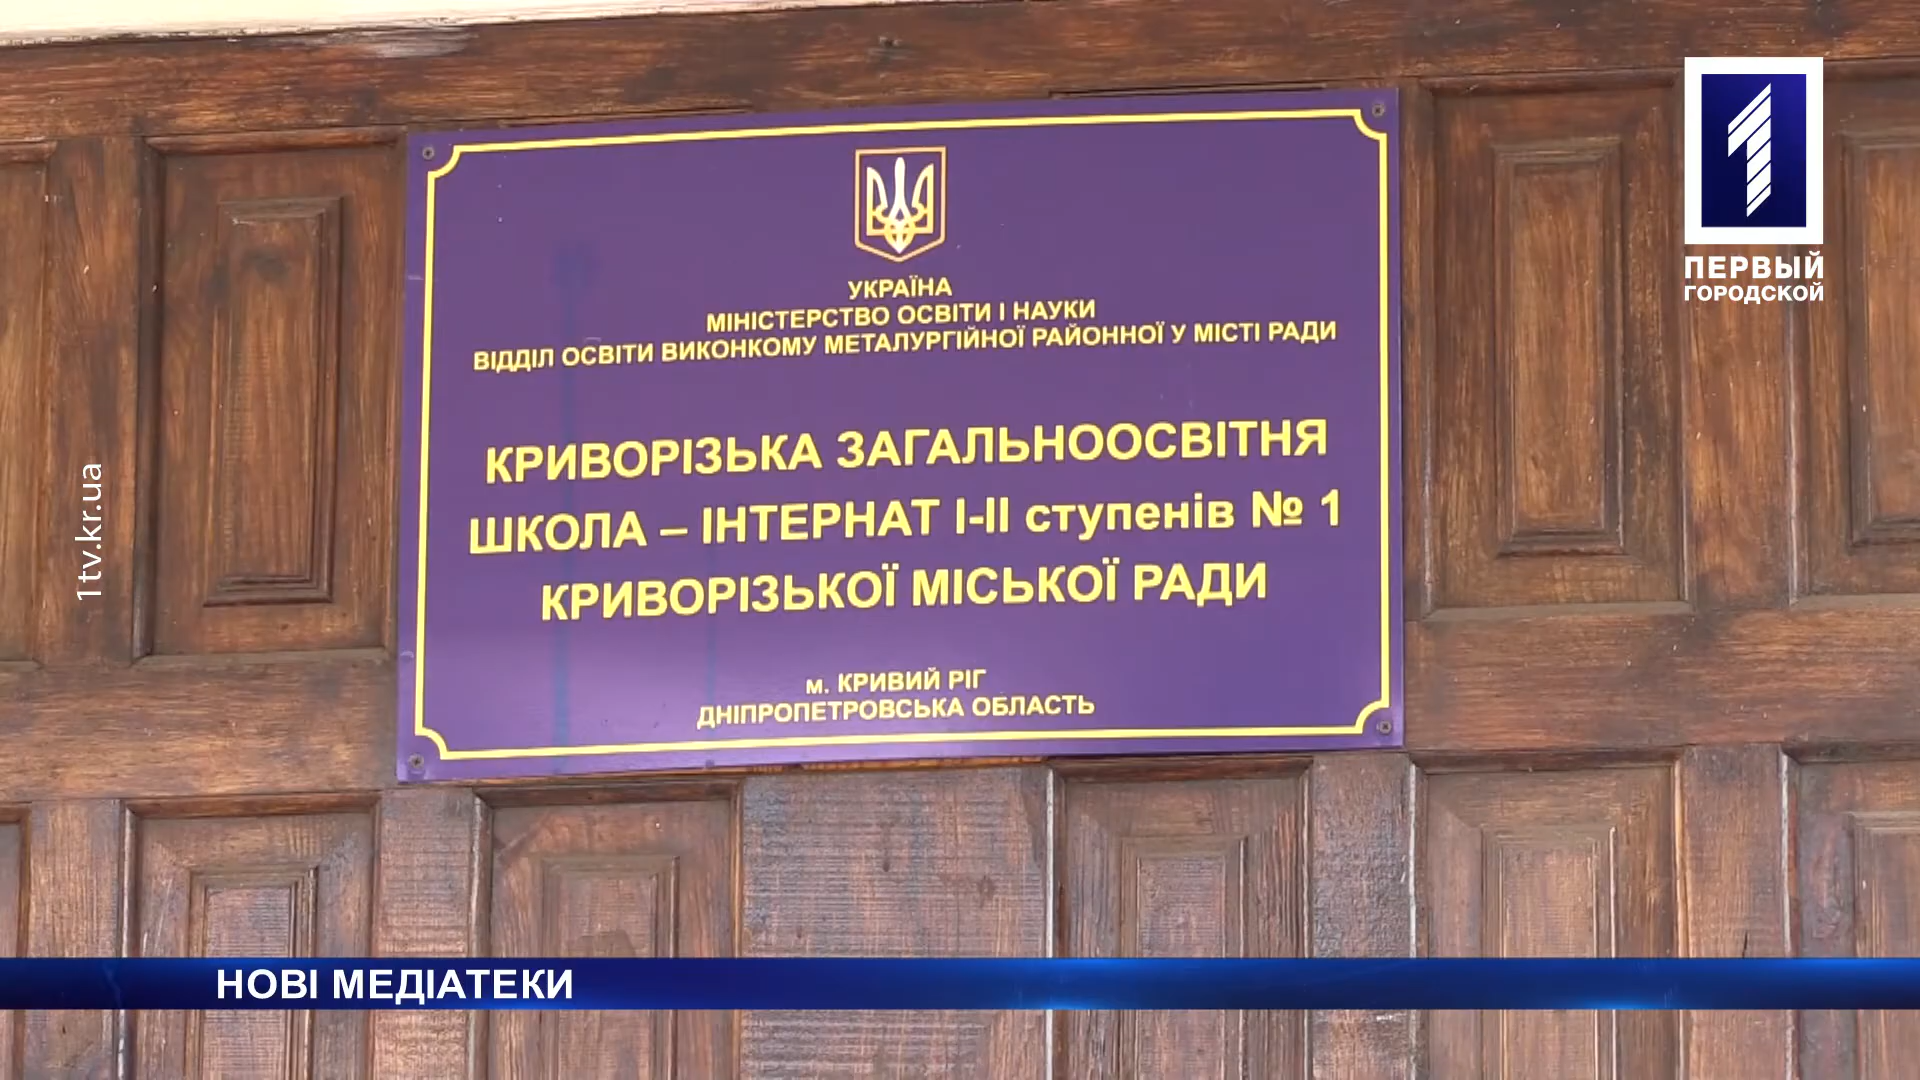 ПЕРВЫЙ
ГОРОДСКОЙ
УКРАЇНА
МІНІСТЕРСТВО ОСВІТИ І НАУКИ
ВІДДІЛ ОСВІТИ ВИКОНКОМУ МЕТАЛУРГІЙНОЇ РАЙОННОЇ У МІСТІ РАДИ
КРИВОРІЗЬКА ЗАГАЛЬНООСВІТНЯ
ШКОЛА – ІНТЕРНАТ І-ІІ ступенів № 1
КРИВОРІЗЬКОЇ МІСЬКОЇ РАДИ
м. КРИВИЙ РІГ
ДНІПРОПЕТРОВСЬКА ОБЛАСТЬ
1tv.kr.ua
НОВІ МЕДІАТЕКИ